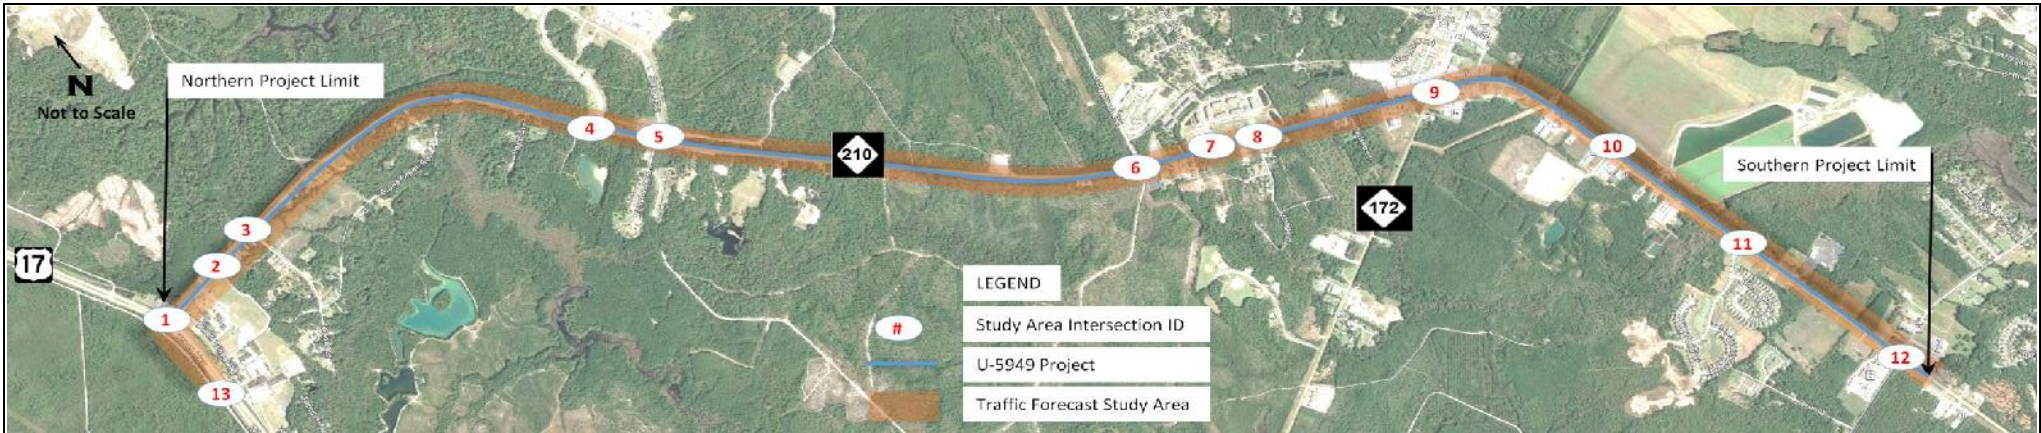 N
Not to Scale
Northern Project Limit
17
1
2
3
13
4
5
210
6
7
8
9
172
10
11
12
Southern Project Limit
LEGEND
# Study Area Intersection ID
U-5949 Project
Traffic Forecast Study Area